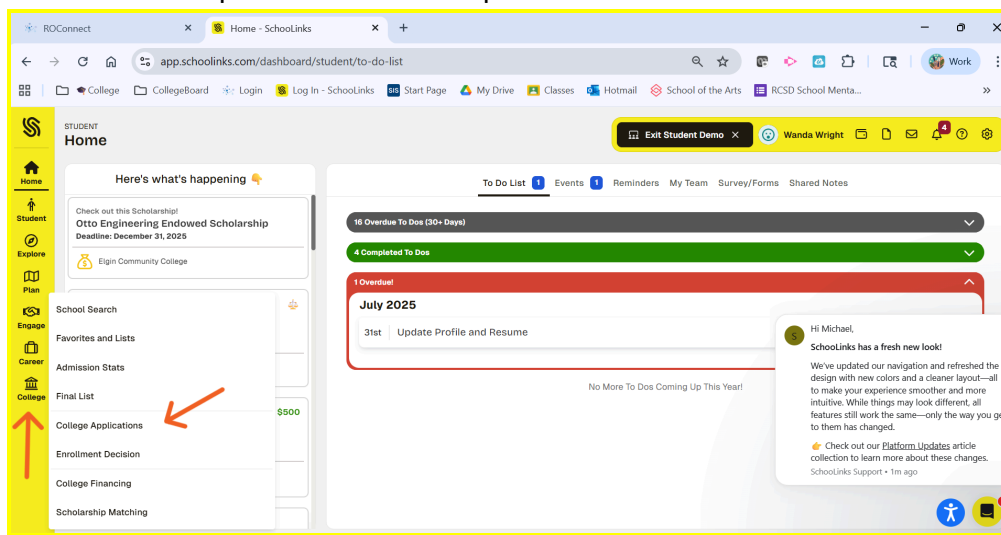 ROConnect
Home - SchooLinks
app.schoolinks.com/dashboard/student/to-do-list
Work
College
CollegeBoard
Login
Log In - SchooLinks
SIS Start Page
My Drive
Classes
Hotmail
School of the Arts
RCSD School Menta...
STUDENT
Home
Exit Student Demo ×
Wanda Wright
4
Home
Student
Explore
Plan
Engage
Career
College
Here's what's happening 👇
Check out this Scholarship!
Otto Engineering Endowed Scholarship
Deadline: December 31, 2025
Elgin Community College
$500
School Search
Favorites and Lists
Admission Stats
Final List
College Applications
Enrollment Decision
College Financing
Scholarship Matching
To Do List 1 Events 1 Reminders My Team Survey/Forms Shared Notes
16 Overdue To Dos (30+ Days)
4 Completed To Dos
1 Overdue!
July 2025
31st Update Profile and Resume
No More To Dos Coming Up This Year!
S
Hi Michael,
SchooLinks has a fresh new look!
We've updated our navigation and refreshed the
design with new colors and a cleaner layout—all
to make your experience smoother and more
intuitive. While things may look different, all
features still work the same—only the way you ge
to them has changed.
👉 Check out our Platform Updates article
collection to learn more about these changes.
SchooLinks Support • 1m ago